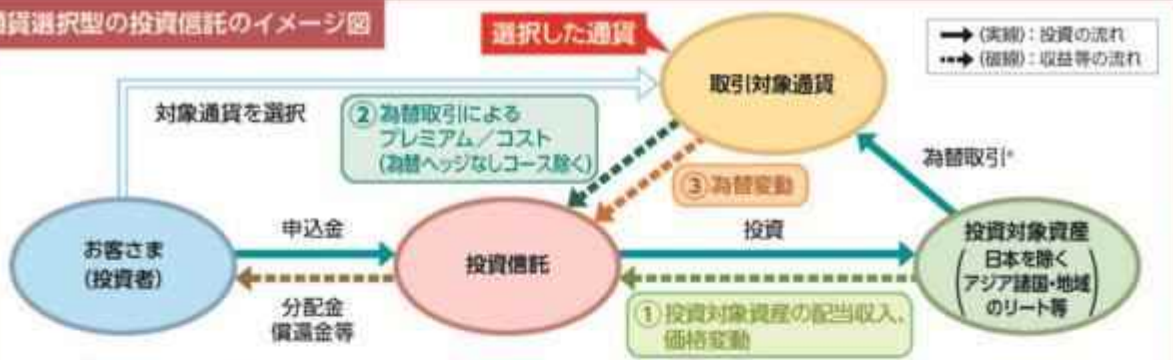 貨選択型の投資信託のイメージ図
選択した通貨
(実線):投資の流れ
(破線):収益等の流れ
取引対象通貨
対象通貨を選択
②為替取引による
プレミアム/コスト
(為替ヘッジなしコース除く)
③為替変動
為替取引*
お客さま
(投資者)
申込金
分配金
償還金等
投資信託
投資
①投資対象資産の配当収入、
価格変動
投資対象資産
(日本を除く
アジア諸国・地域
のリート等)